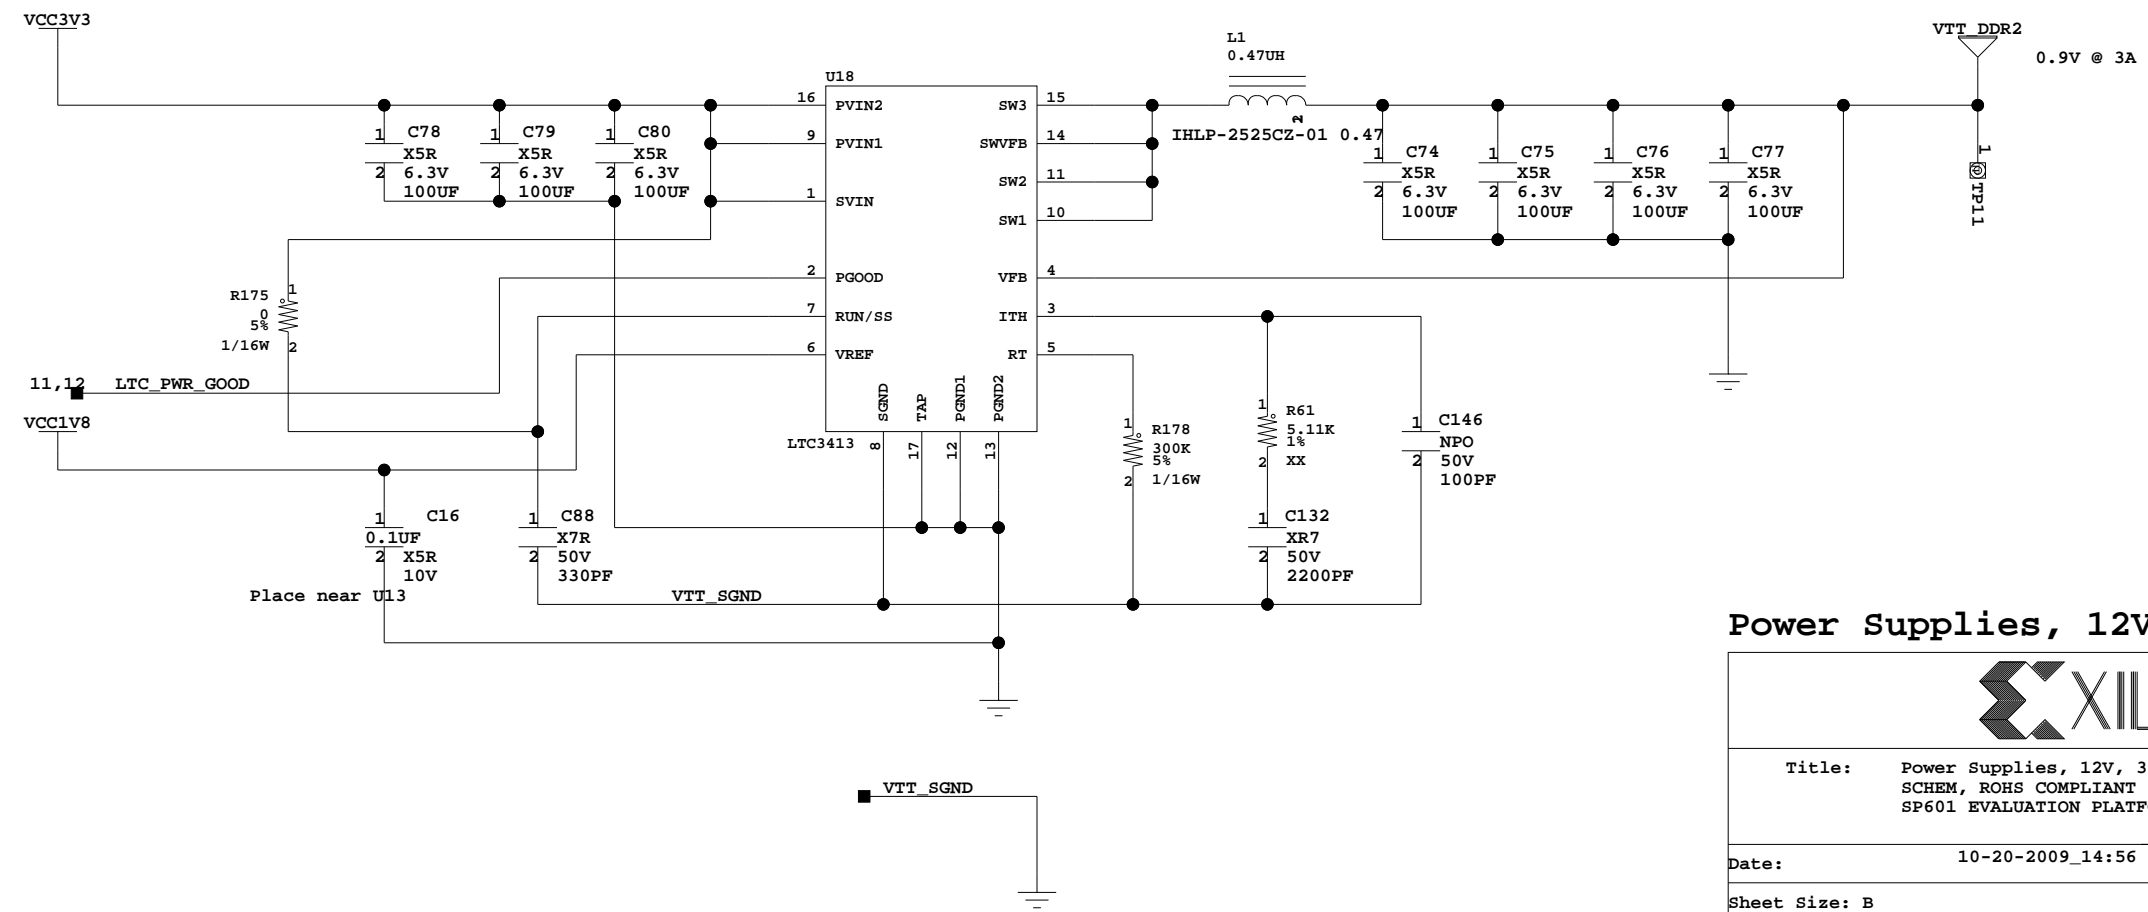 VCC3V3
VTT_DDR2
0.9V @ 3A
L1
0.47UH
U18
16 PVIN2 SW3 15
9 PVIN1 SWVFB 14
SW2 11
1 SVIN SW1 10
2 PGOOD VFB 4
7 RUN/SS ITH 3
6 VREF RT 5
SGND
TAP
PGND1
PGND2
LTC3413
8
17
12
13
2
IHLP-2525CZ-01 0.47
1 C78
X5R
2 6.3V
100UF
1 C79
X5R
2 6.3V
100UF
1 C80
X5R
2 6.3V
100UF
1 C74
X5R
2 6.3V
100UF
1 C75
X5R
2 6.3V
100UF
1 C76
X5R
2 6.3V
100UF
1 C77
X5R
2 6.3V
100UF
1
@
TP11
R175 1
0
5%
1/16W 2
11,12 LTC_PWR_GOOD
VCC1V8
1 R178
300K
5%
2 1/16W
1 R61
5.11K
1%
2 XX
1 C146
NPO
2 50V
100PF
1 C16
0.1UF
2 X5R
10V
Place near U13
1 C88
X7R
2 50V
330PF
1 C132
XR7
2 50V
2200PF
VTT_SGND
VTT_SGND
Power Supplies, 12V
XIL
Title: Power Supplies, 12V, 3
SCHEM, ROHS COMPLIANT
SP601 EVALUATION PLATF
Date: 10-20-2009_14:56
Sheet Size: B